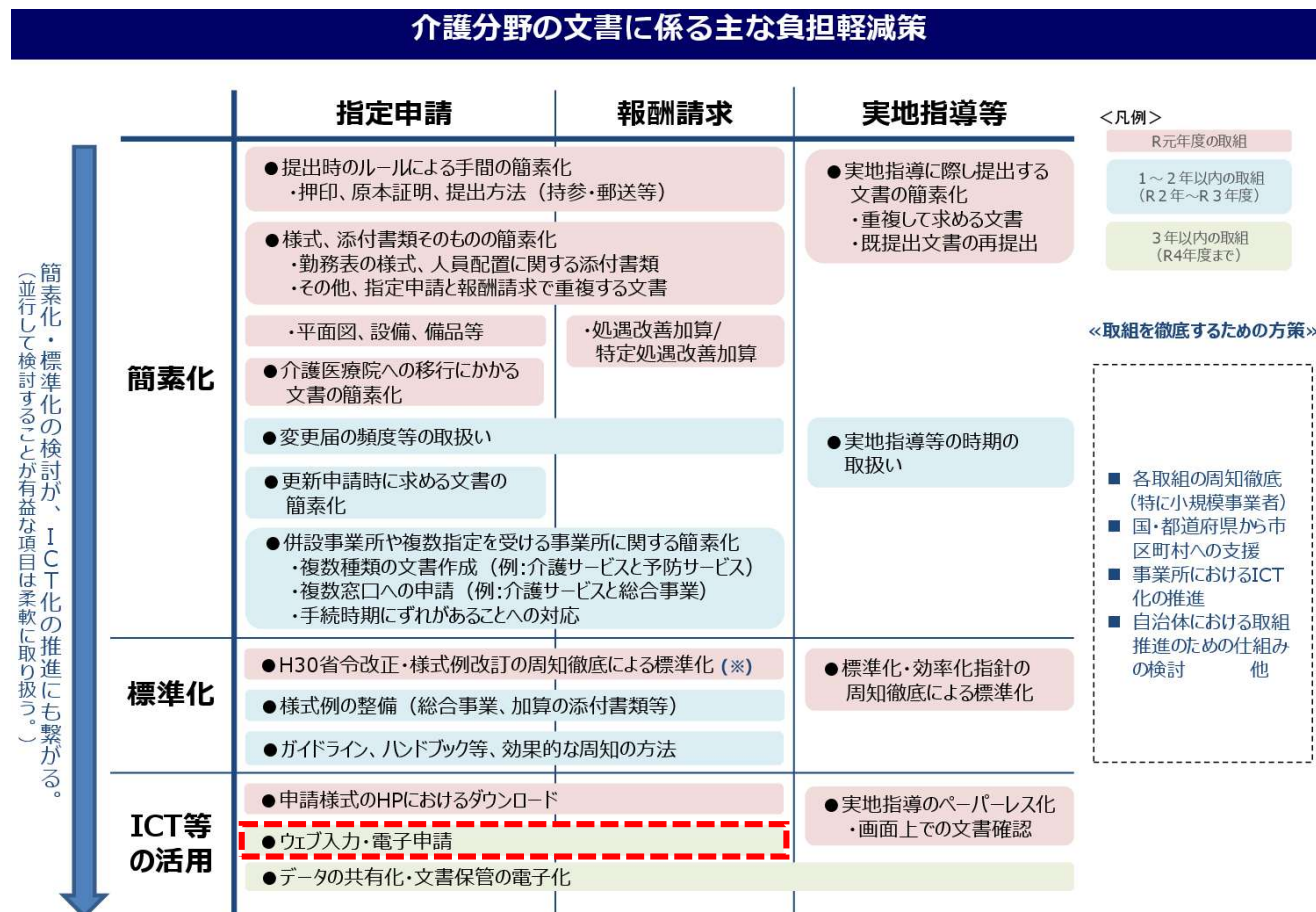 介護分野の文書に係る主な負担軽減策
指定申請
報酬請求
実地指導等
簡素化・標準化の検討が、ICT化の推進にも繋がる。
（並行して検討することが有益な項目は柔軟に取り扱う。）
簡素化
●提出時のルールによる手間の簡素化
・押印、原本証明、提出方法（持参・郵送等）
●様式、添付書類そのものの簡素化
・勤務表の様式、人員配置に関する添付書類
・その他、指定申請と報酬請求で重複する文書
・平面図、設備、備品等
・処遇改善加算/
特定処遇改善加算
●介護医療院への移行にかかる
文書の簡素化
●変更届の頻度等の取扱い
●更新申請時に求める文書の
簡素化
●併設事業所や複数指定を受ける事業所に関する簡素化
・複数種類の文書作成（例:介護サービスと予防サービス）
・複数窓口への申請（例:介護サービスと総合事業）
・手続時期にずれがあることへの対応
●実地指導に際し提出する
文書の簡素化
・重複して求める文書
・既提出文書の再提出
●実地指導等の時期の
取扱い
標準化
●H30省令改正・様式例改訂の周知徹底による標準化 (※)
●様式例の整備（総合事業、加算の添付書類等）
●ガイドライン、ハンドブック等、効果的な周知の方法
●標準化・効率化指針の
周知徹底による標準化
ICT等
の活用
●申請様式のHPにおけるダウンロード
●ウェブ入力・電子申請
●データの共有化・文書保管の電子化
●実地指導のペーパーレス化
・画面上での文書確認
＜凡例＞
R元年度の取組
1～2年以内の取組
（R2年～R3年度）
3年以内の取組
（R4年度まで）
≪取組を徹底するための方策≫
■ 各取組の周知徹底
（特に小規模事業者）
■ 国・都道府県から市
区町村への支援
■ 事業所におけるICT
化の推進
■ 自治体における取組
推進のための仕組み
の検討　　　他